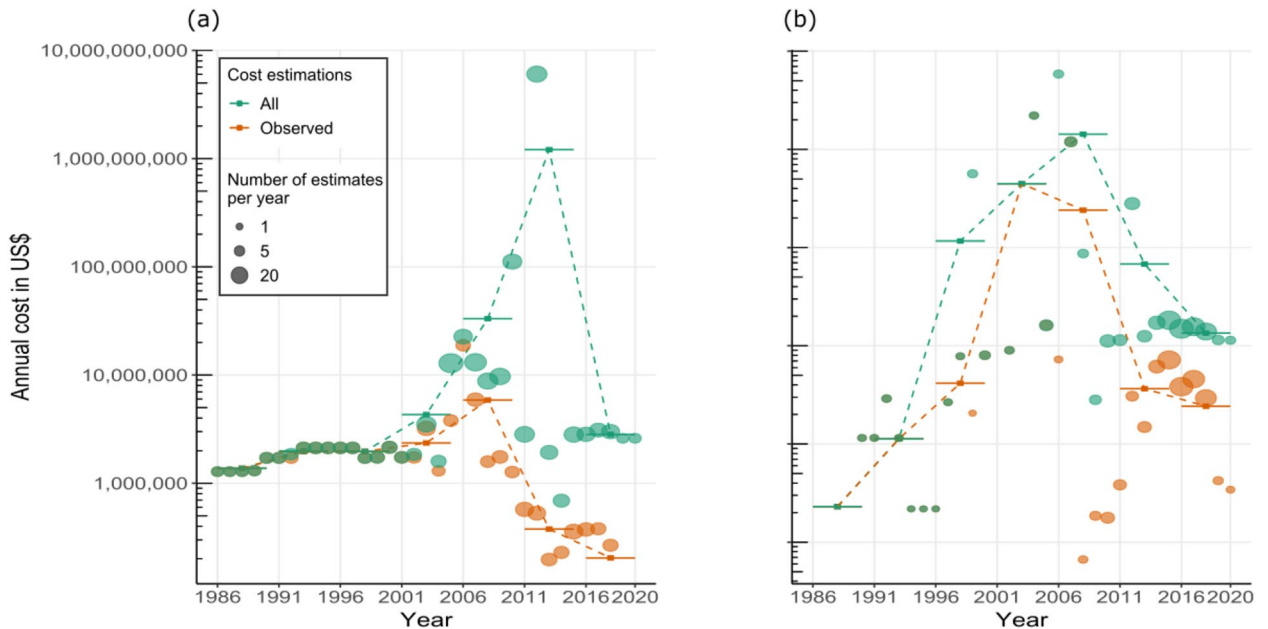 (a)
(b)
Annual cost in US$
10,000,000,000
1,000,000,000
100,000,000
10,000,000
1,000,000
Cost estimations
All
Observed
Number of estimates
per year
1
5
20
1986 1991 1996 2001 2006 2011 2016 2020
Year
1986 1991 1996 2001 2006 2011 2016 2020
Year